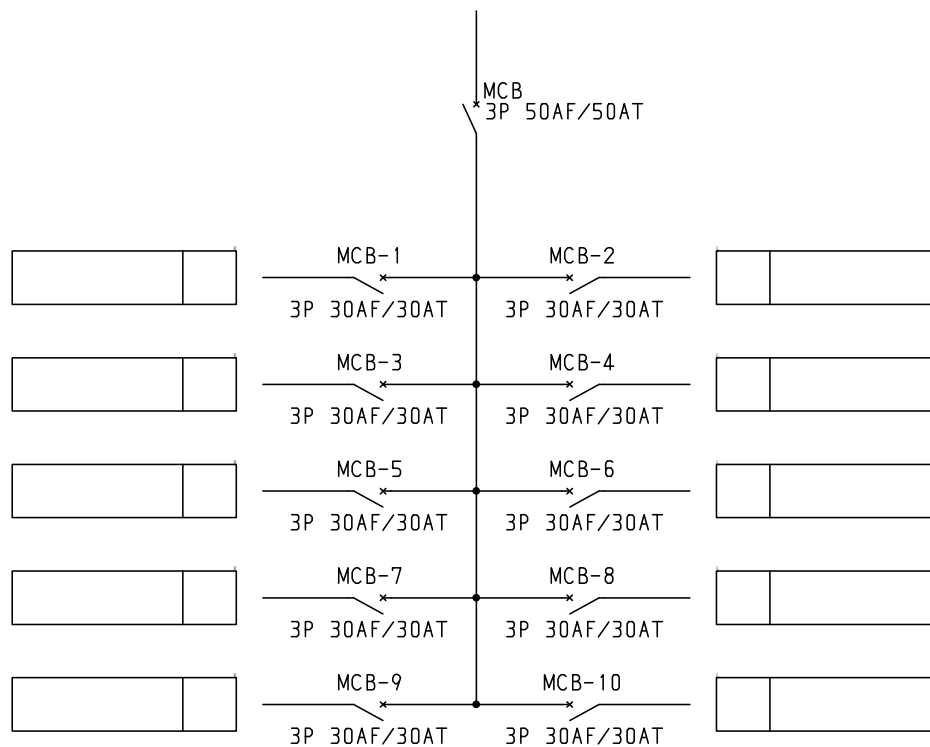 MCB
3P 50AF/50AT
MCB-1 MCB-2
3P 30AF/30AT 3P 30AF/30AT
MCB-3 MCB-4
3P 30AF/30AT 3P 30AF/30AT
MCB-5 MCB-6
3P 30AF/30AT 3P 30AF/30AT
MCB-7 MCB-8
3P 30AF/30AT 3P 30AF/30AT
MCB-9 MCB-10
3P 30AF/30AT 3P 30AF/30AT